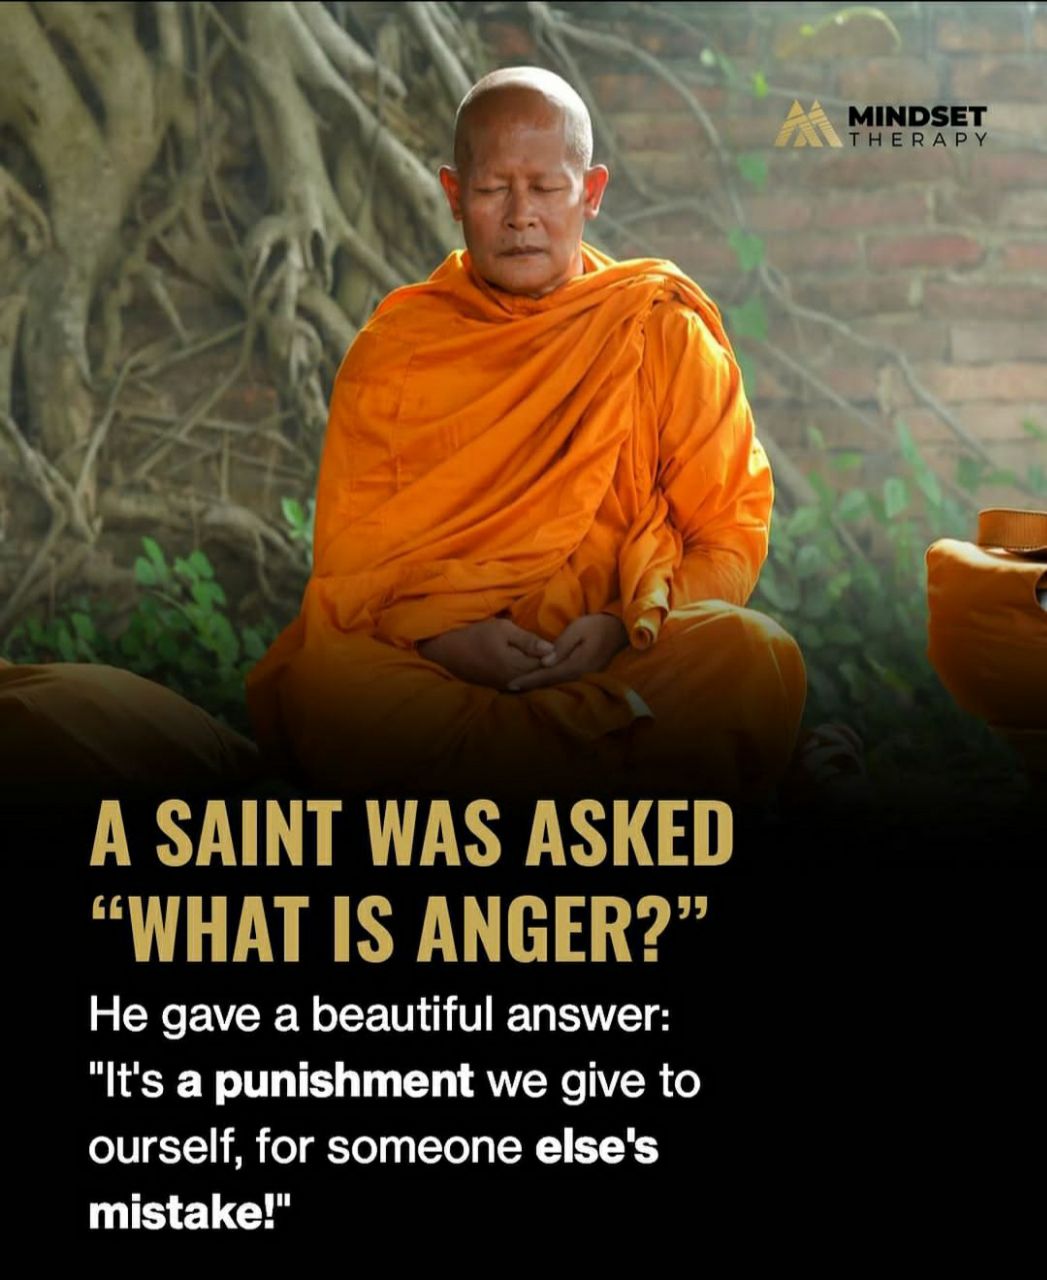 MINDSET
THERAPY
A SAINT WAS ASKED
“WHAT IS ANGER?”
He gave a beautiful answer:
"It's a punishment we give to
ourself, for someone else's
mistake!"